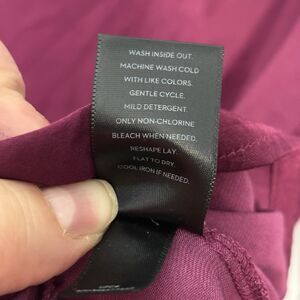 WASH INSIDE OUT.
MACHINE WASH COLD
WITH LIKE COLORS.
GENTLE CYCLE.
MILD DETERGENT.
ONLY NON-CHLORINE
BLEACH WHEN NEEDED.
RESHAPE LAY
FLAT TO DRY.
COOL IRON IF NEEDED.